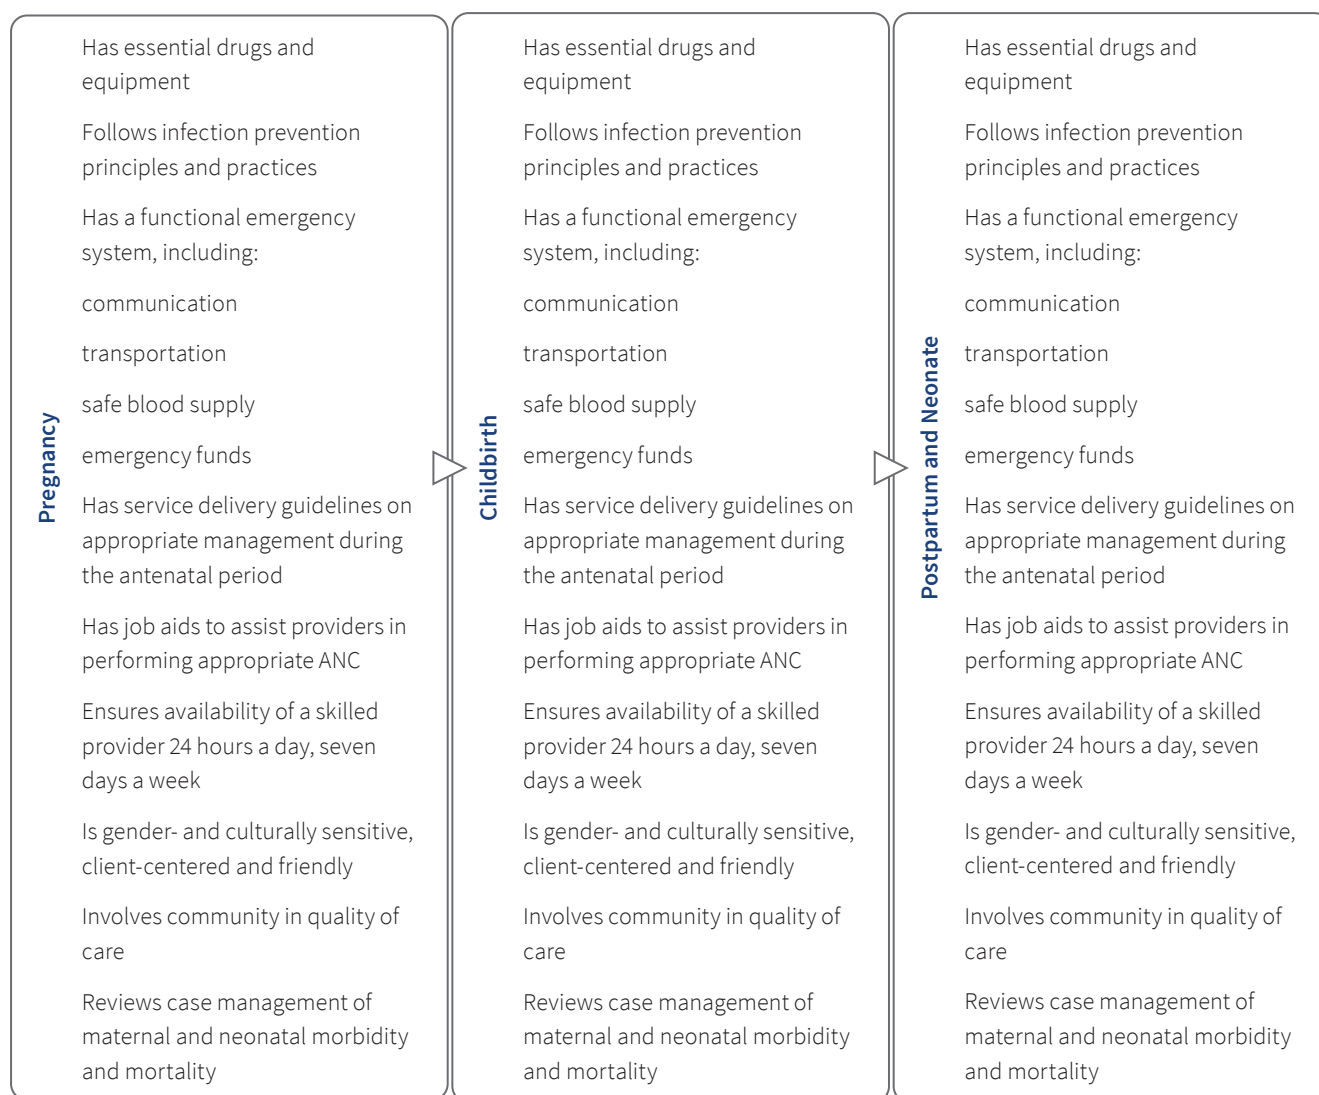 Pregnancy
Has essential drugs and
equipment
Follows infection prevention
principles and practices
Has a functional emergency
system, including:
communication
transportation
safe blood supply
emergency funds
Has service delivery guidelines on
appropriate management during
the antenatal period
Has job aids to assist providers in
performing appropriate ANC
Ensures availability of a skilled
provider 24 hours a day, seven
days a week
Is gender- and culturally sensitive,
client-centered and friendly
Involves community in quality of
care
Reviews case management of
maternal and neonatal morbidity
and mortality
Childbirth
Has essential drugs and
equipment
Follows infection prevention
principles and practices
Has a functional emergency
system, including:
communication
transportation
safe blood supply
emergency funds
Has service delivery guidelines on
appropriate management during
the antenatal period
Has job aids to assist providers in
performing appropriate ANC
Ensures availability of a skilled
provider 24 hours a day, seven
days a week
Is gender- and culturally sensitive,
client-centered and friendly
Involves community in quality of
care
Reviews case management of
maternal and neonatal morbidity
and mortality
Postpartum and Neonate
Has essential drugs and
equipment
Follows infection prevention
principles and practices
Has a functional emergency
system, including:
communication
transportation
safe blood supply
emergency funds
Has service delivery guidelines on
appropriate management during
the antenatal period
Has job aids to assist providers in
performing appropriate ANC
Ensures availability of a skilled
provider 24 hours a day, seven
days a week
Is gender- and culturally sensitive,
client-centered and friendly
Involves community in quality of
care
Reviews case management of
maternal and neonatal morbidity
and mortality